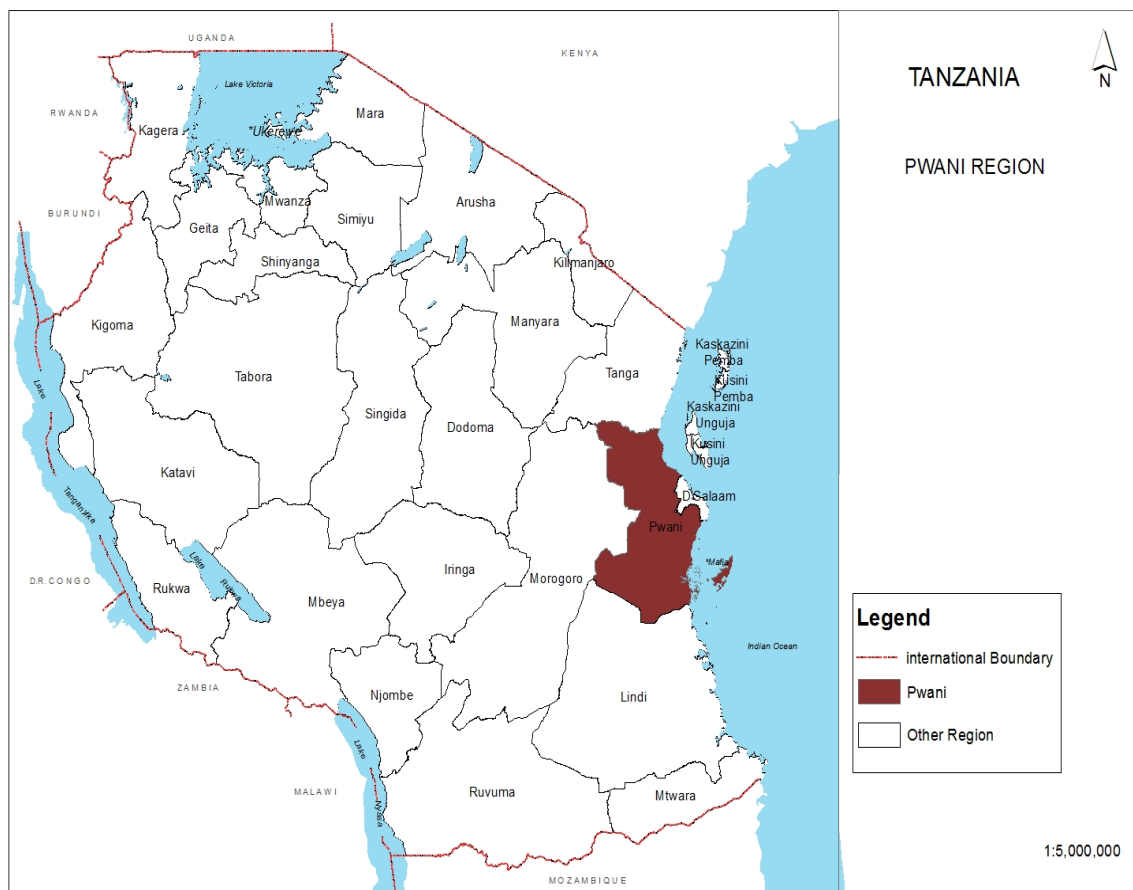 UGANDA
KENYA
TANZANIA
N
PWANI REGION
Lake Victoria
RWANDA
Kagera
*Ukerewe
Mara
BURUNDI
Geita
Mwanza
Simiyu
Arusha
Shinyanga
Kilimanjaro
Kigoma
Manyara
Tabora
Singida
Dodoma
Tanga
Kaskazini
Pemba
Kusini
Pemba
Kaskazini
Unguja
Kusini
Unguja
Lake
Tanganyika
Katavi
D'Salaam
Pwani
*Mafia
D.R.CONGO
Rukwa
Lake
Rukwa
Mbeya
Iringa
Morogoro
Indian Ocean
ZAMBIA
Njombe
Lindi
Lake
Nyasa
MALAWI
Ruvuma
Mtwara
MOZAMBIQUE
Legend
international Boundary
Pwani
Other Region
1:5,000,000